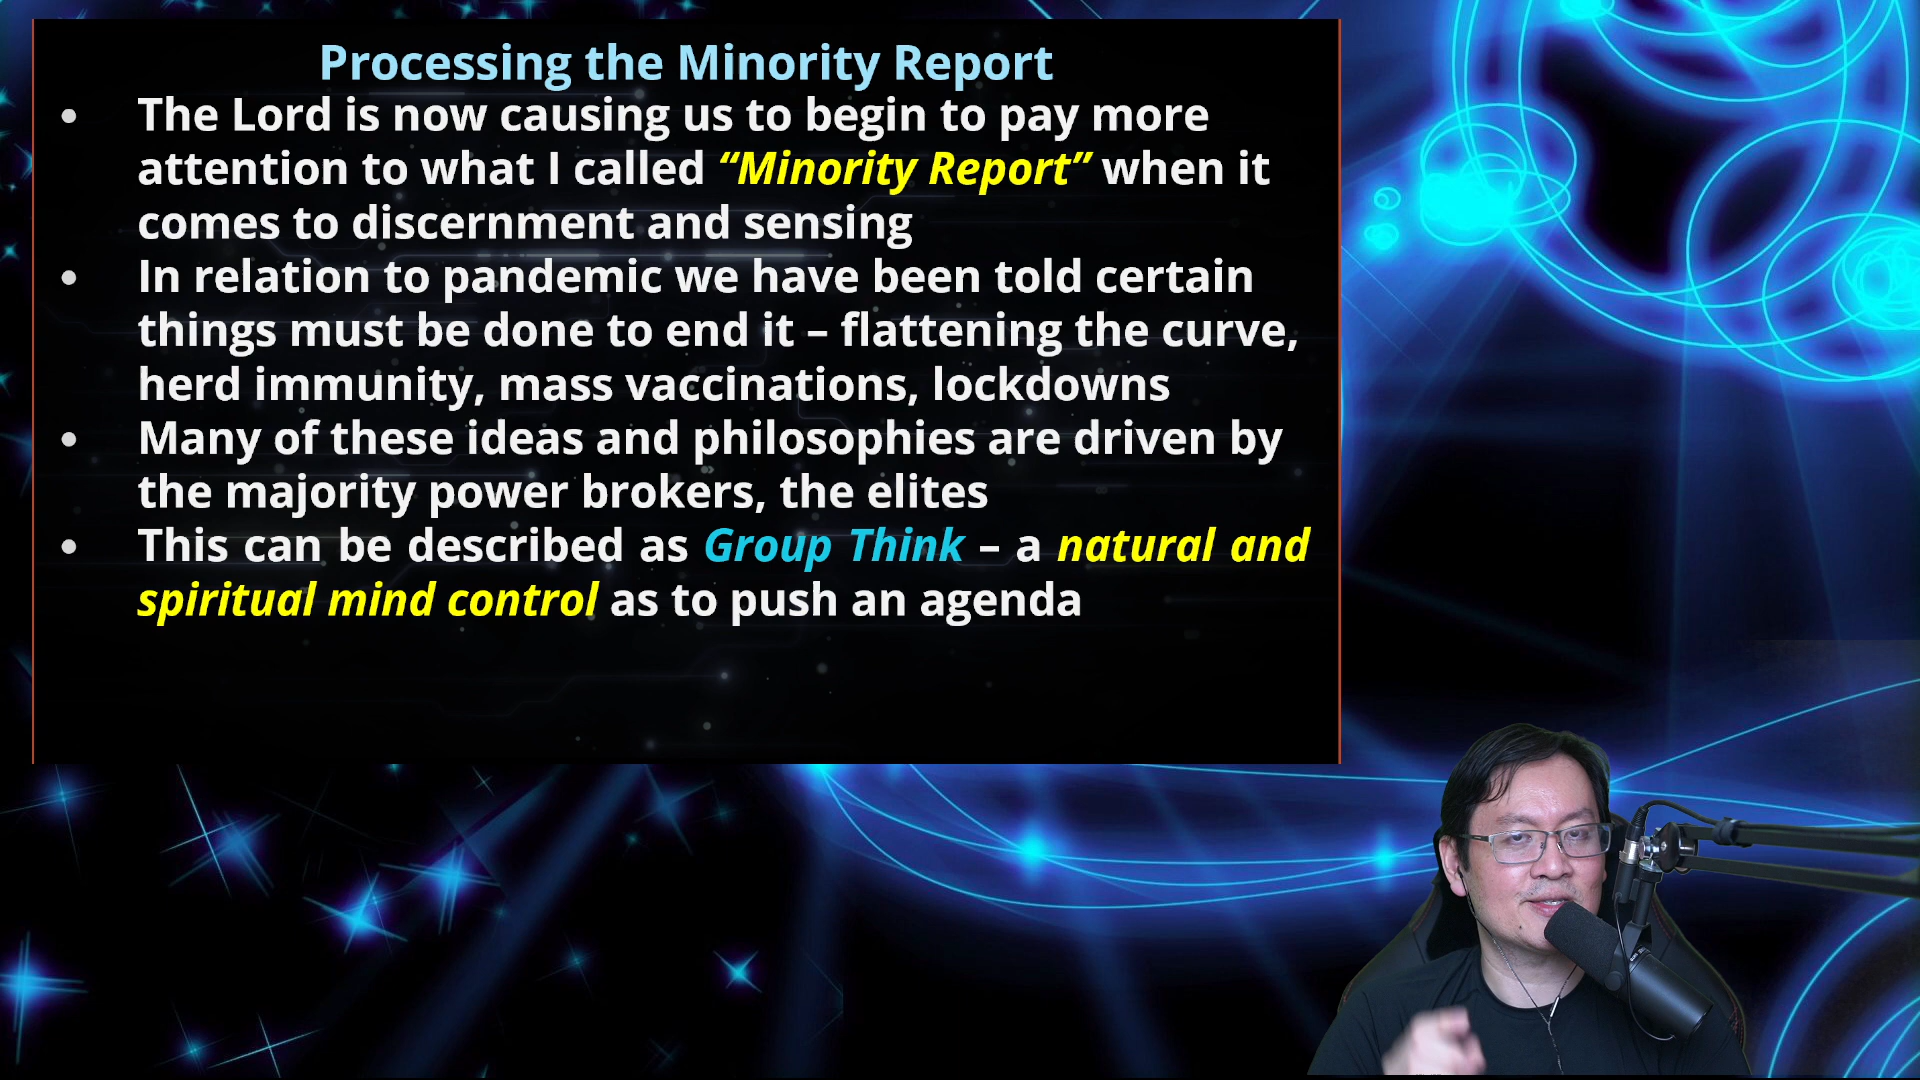 Processing the Minority Report
• The Lord is now causing us to begin to pay more
attention to what I called “Minority Report” when it
comes to discernment and sensing
• In relation to pandemic we have been told certain
things must be done to end it – flattening the curve,
herd immunity, mass vaccinations, lockdowns
• Many of these ideas and philosophies are driven by
the majority power brokers, the elites
• This can be described as Group Think – a natural and
spiritual mind control as to push an agenda